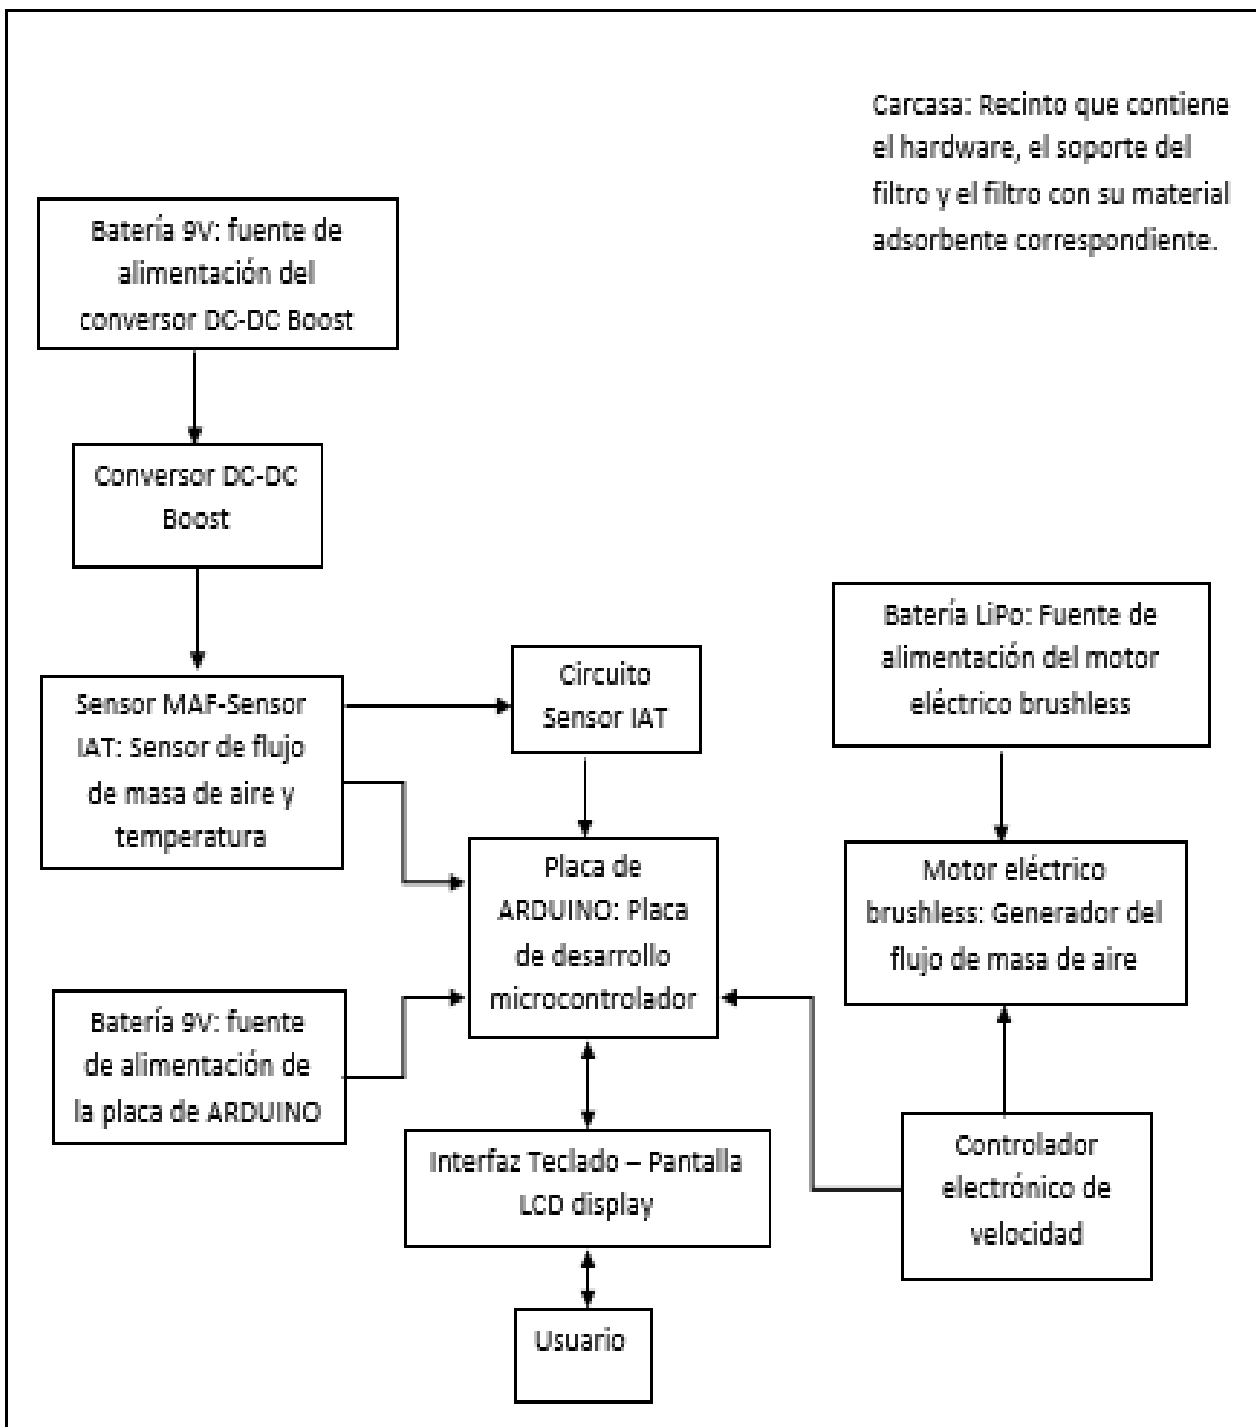 Carcasa: Recinto que contiene
el hardware, el soporte del
filtro y el filtro con su material
adsorbente correspondiente.
Batería 9V: fuente de
alimentación del
conversor DC-DC Boost
Conversor DC-DC
Boost
Sensor MAF-Sensor
IAT: Sensor de flujo
de masa de aire y
temperatura
Circuito
Sensor IAT
Batería LiPo: Fuente de
alimentación del motor
eléctrico brushless
Placa de
ARDUINO: Placa
de desarrollo
microcontrolador
Motor eléctrico
brushless: Generador del
flujo de masa de aire
Batería 9V: fuente
de alimentación de
la placa de ARDUINO
Interfaz Teclado – Pantalla
LCD display
Controlador
electrónico de
velocidad
Usuario